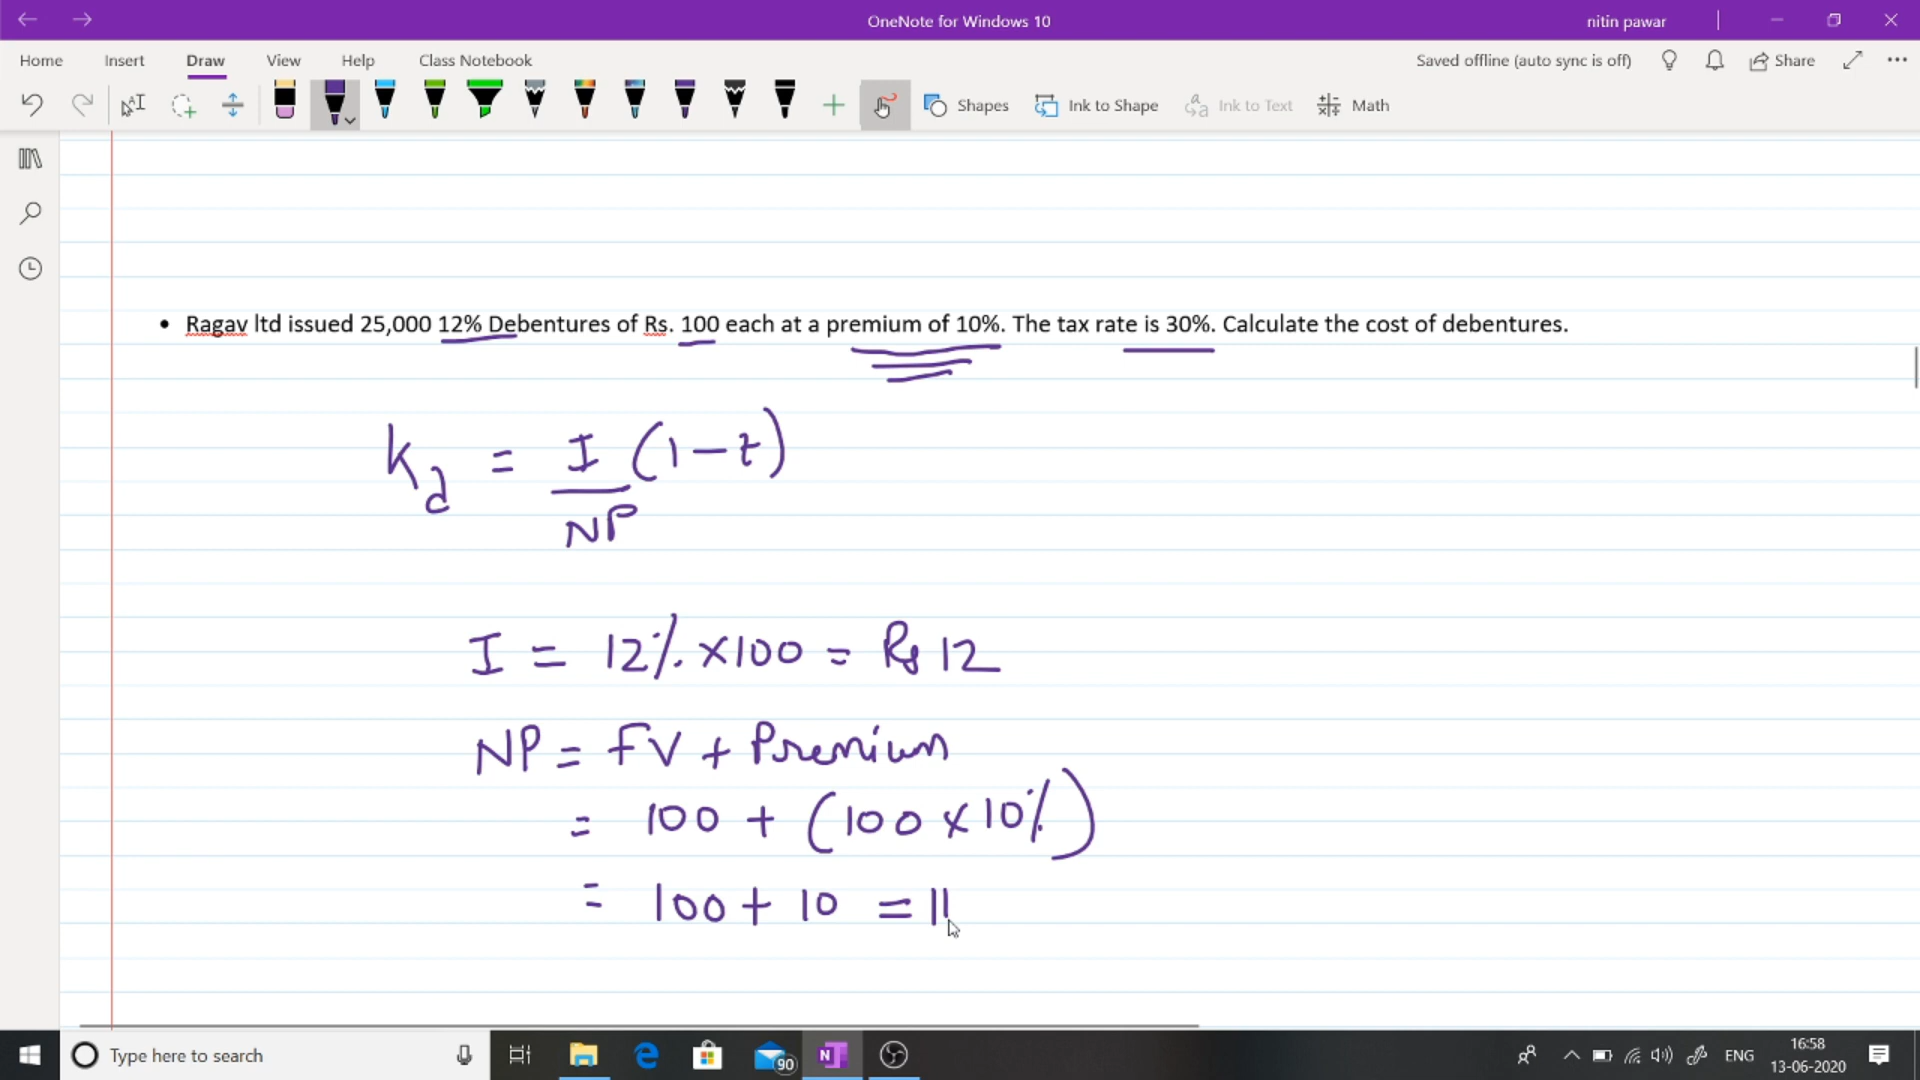 OneNote for Windows 10
nitin pawar
Home Insert Draw View Help Class Notebook
Saved offline (auto sync is off) Share
Shapes Ink to Shape Ink to Text Math
• Ragav ltd issued 25,000 12% Debentures of Rs. 100 each at a premium of 10%. The tax rate is 30%. Calculate the cost of debentures.
Kd = I (1-t)
NP
I = 12% × 100 = Rs 12
NP = FV + Premium
= 100 + (100 × 10%)
= 100 + 10 = 11
Type here to search
90
ENG
16:58
13-06-2020